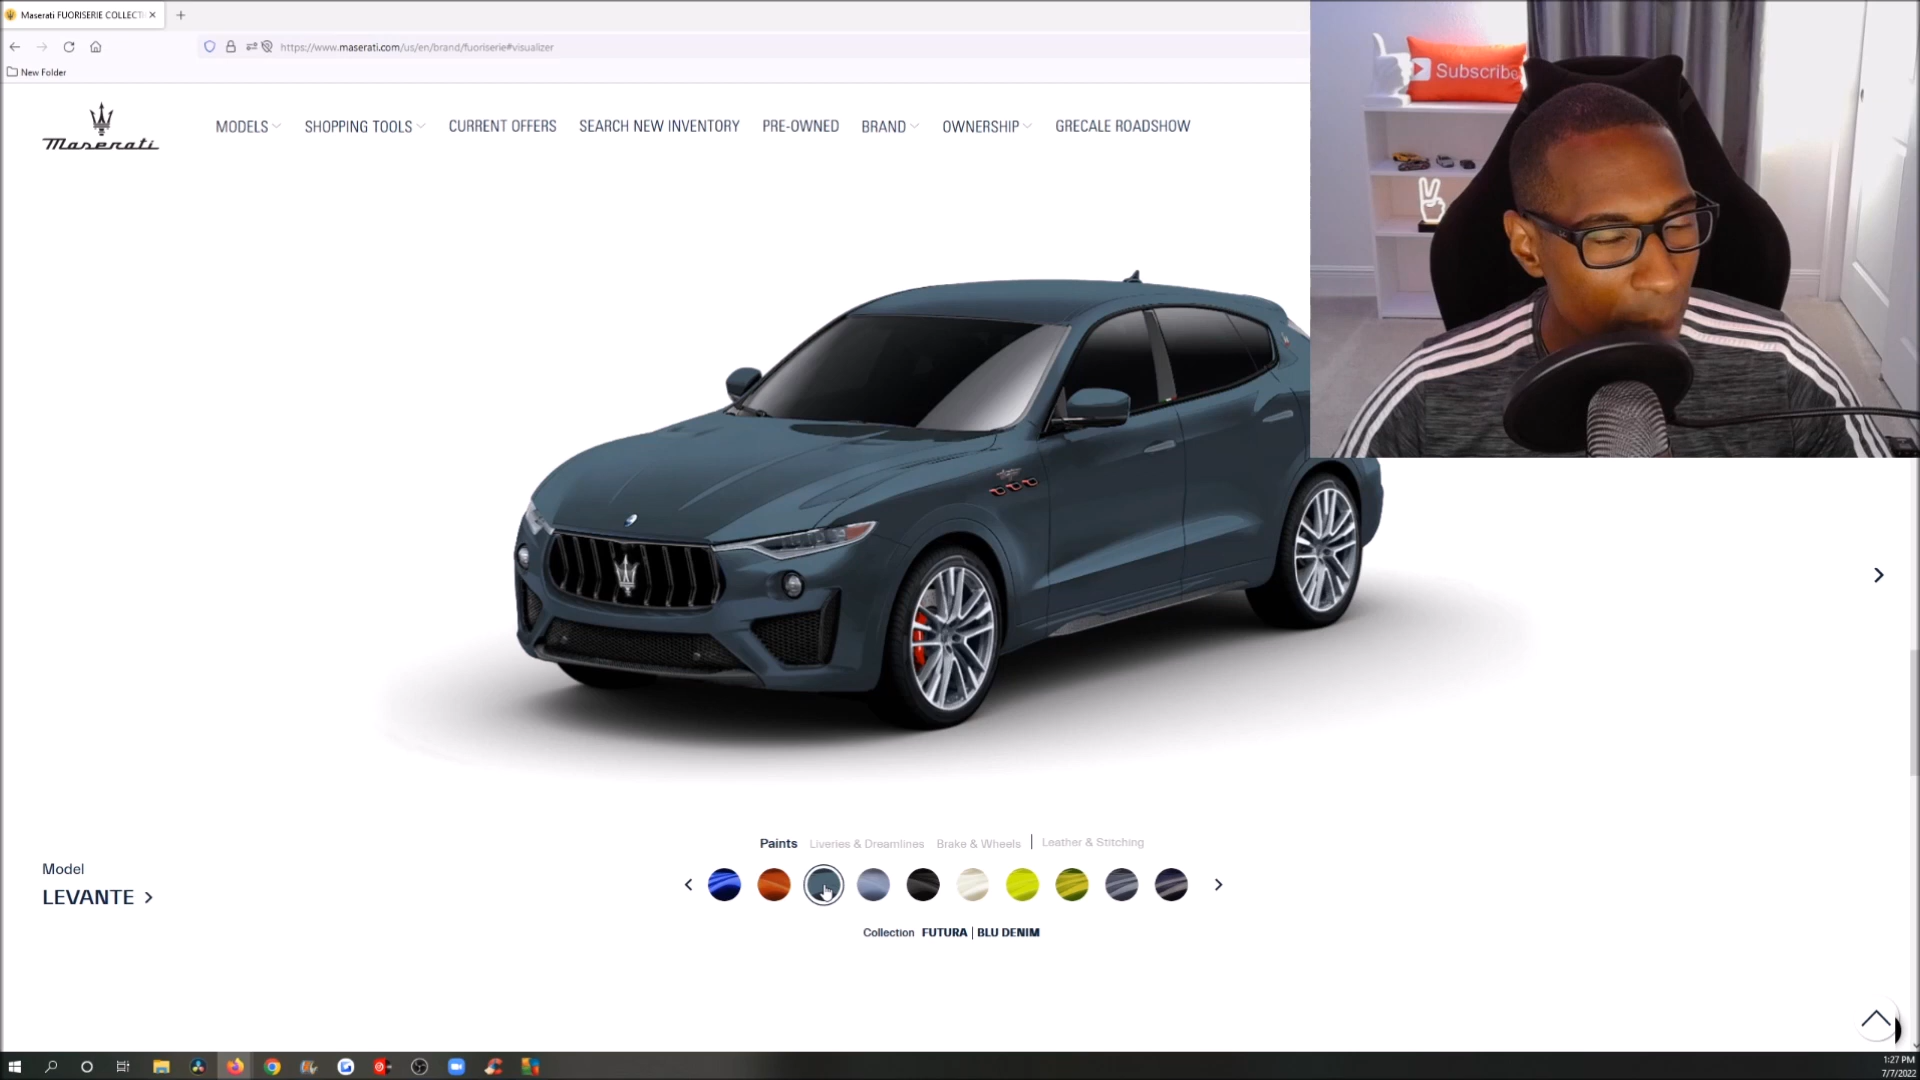 Maserati FUORISERIE COLLECTI
https://www.maserati.com/us/en/brand/fuoriserie#visualizer
New Folder
Maserati
MODELS
SHOPPING TOOLS
CURRENT OFFERS
SEARCH NEW INVENTORY
PRE-OWNED
BRAND
OWNERSHIP
GRECALE ROADSHOW
Subscribe
Paints
Liveries & Dreamlines
Brake & Wheels
Leather & Stitching
Model
LEVANTE
Collection FUTURA | BLU DENIM
1:27 PM
7/7/2022